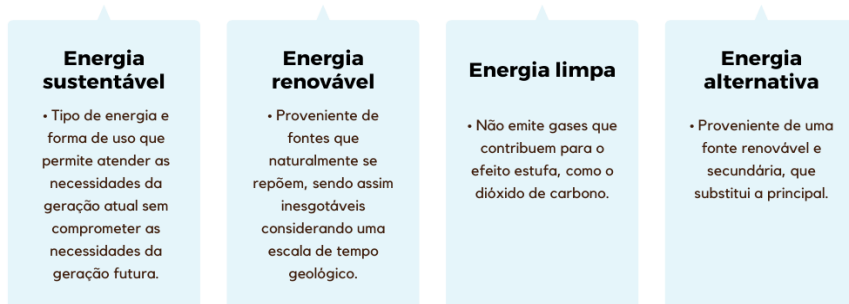 Energia
sustentável
• Tipo de energia e
forma de uso que
permite atender as
necessidades da
geração atual sem
comprometer as
necessidades da
geração futura.
Energia
renovável
• Proveniente de
fontes que
naturalmente se
repõem, sendo assim
inesgotáveis
considerando uma
escala de tempo
geológico.
Energia limpa
• Não emite gases que
contribuem para o
efeito estufa, como o
dióxido de carbono.
Energia
alternativa
• Proveniente de uma
fonte renovável e
secundária, que
substitui a principal.